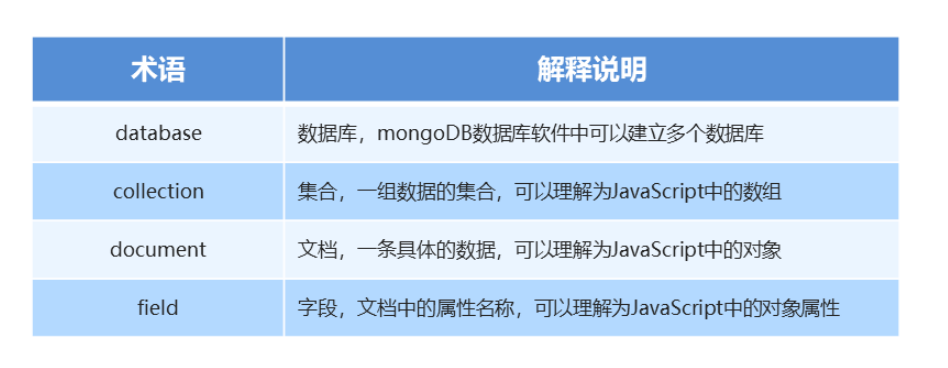 术语 解释说明
database 数据库，mongoDB数据库软件中可以建立多个数据库
collection 集合，一组数据的集合，可以理解为JavaScript中的数组
document 文档，一条具体的数据，可以理解为JavaScript中的对象
field 字段，文档中的属性名称，可以理解为JavaScript中的对象属性